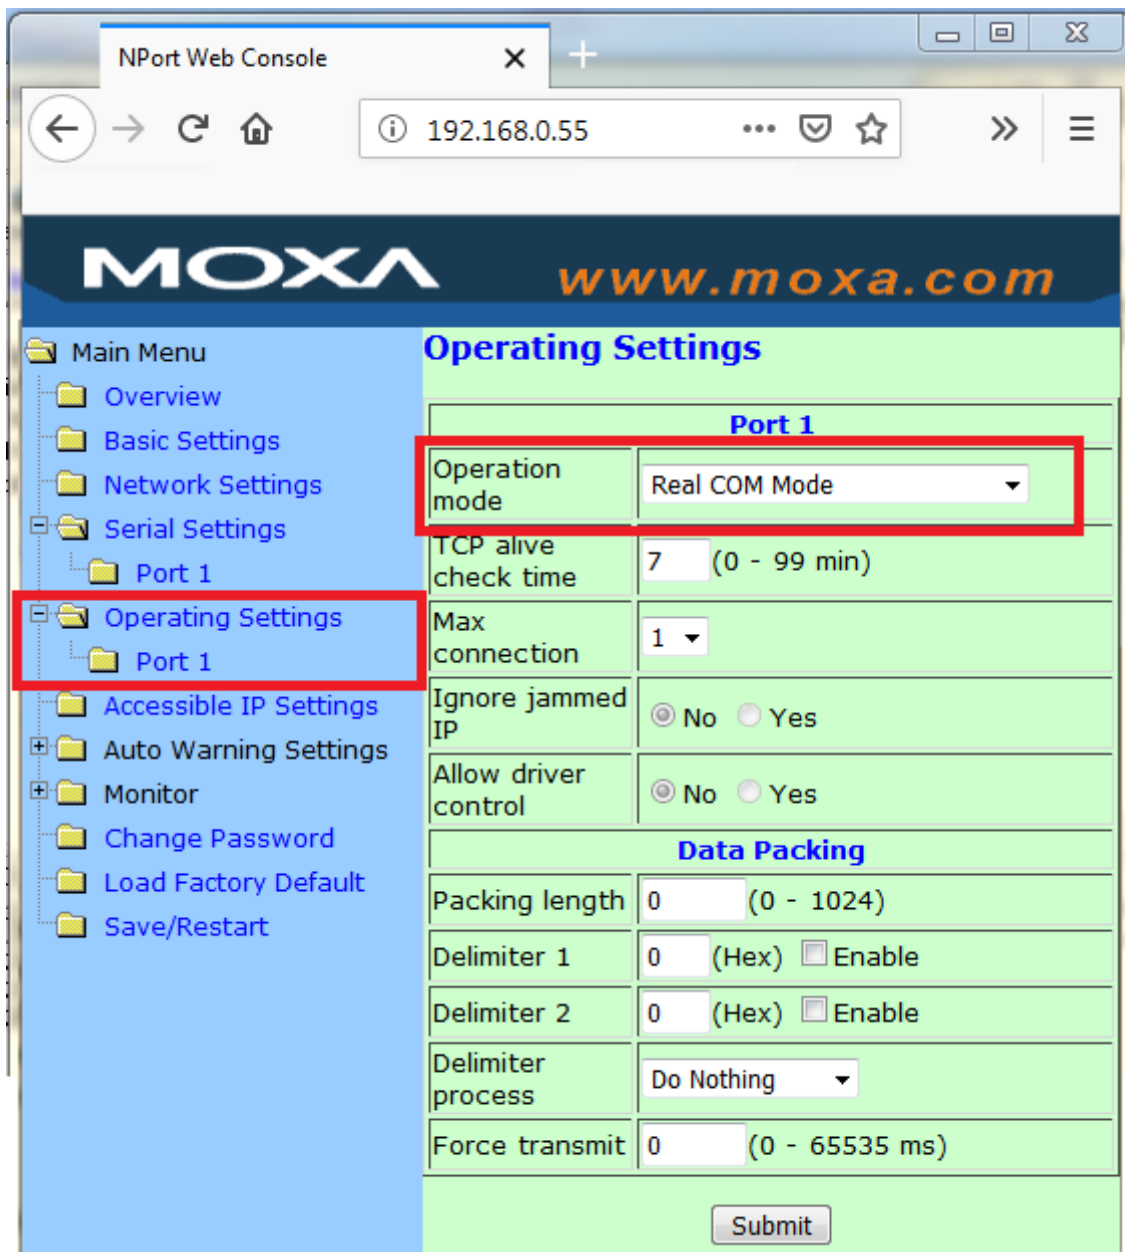 NPort Web Console
192.168.0.55
MOXA www.moxa.com
Main Menu
Overview
Basic Settings
Network Settings
Serial Settings
Port 1
Operating Settings
Port 1
Accessible IP Settings
Auto Warning Settings
Monitor
Change Password
Load Factory Default
Save/Restart
Operating Settings
Port 1
Operation
mode
Real COM Mode
TCP alive
check time
7 (0 - 99 min)
Max
connection
1
Ignore jammed
IP
No Yes
Allow driver
control
No Yes
Data Packing
Packing length 0 (0 - 1024)
Delimiter 1 0 (Hex) Enable
Delimiter 2 0 (Hex) Enable
Delimiter
process
Do Nothing
Force transmit 0 (0 - 65535 ms)
Submit